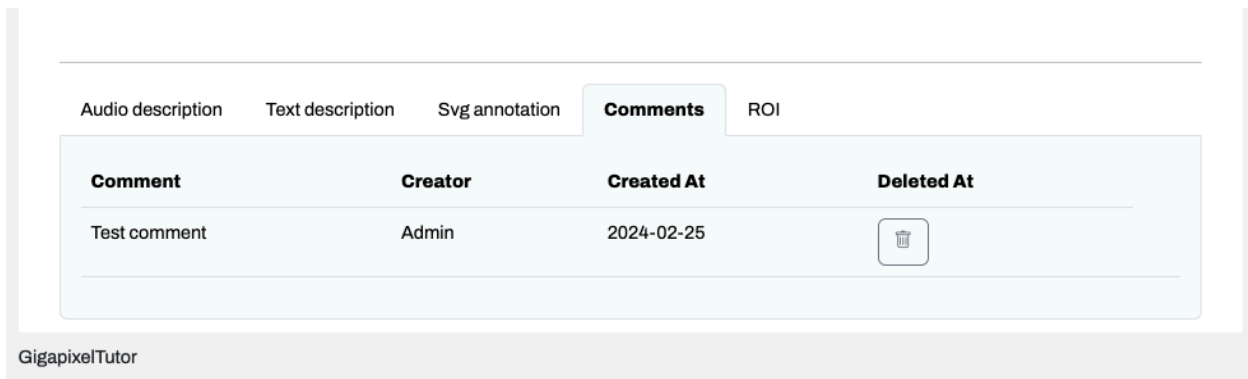 Audio description Text description Svg annotation Comments ROI
Comment Creator Created At Deleted At
Test comment Admin 2024-02-25
GigapixelTutor